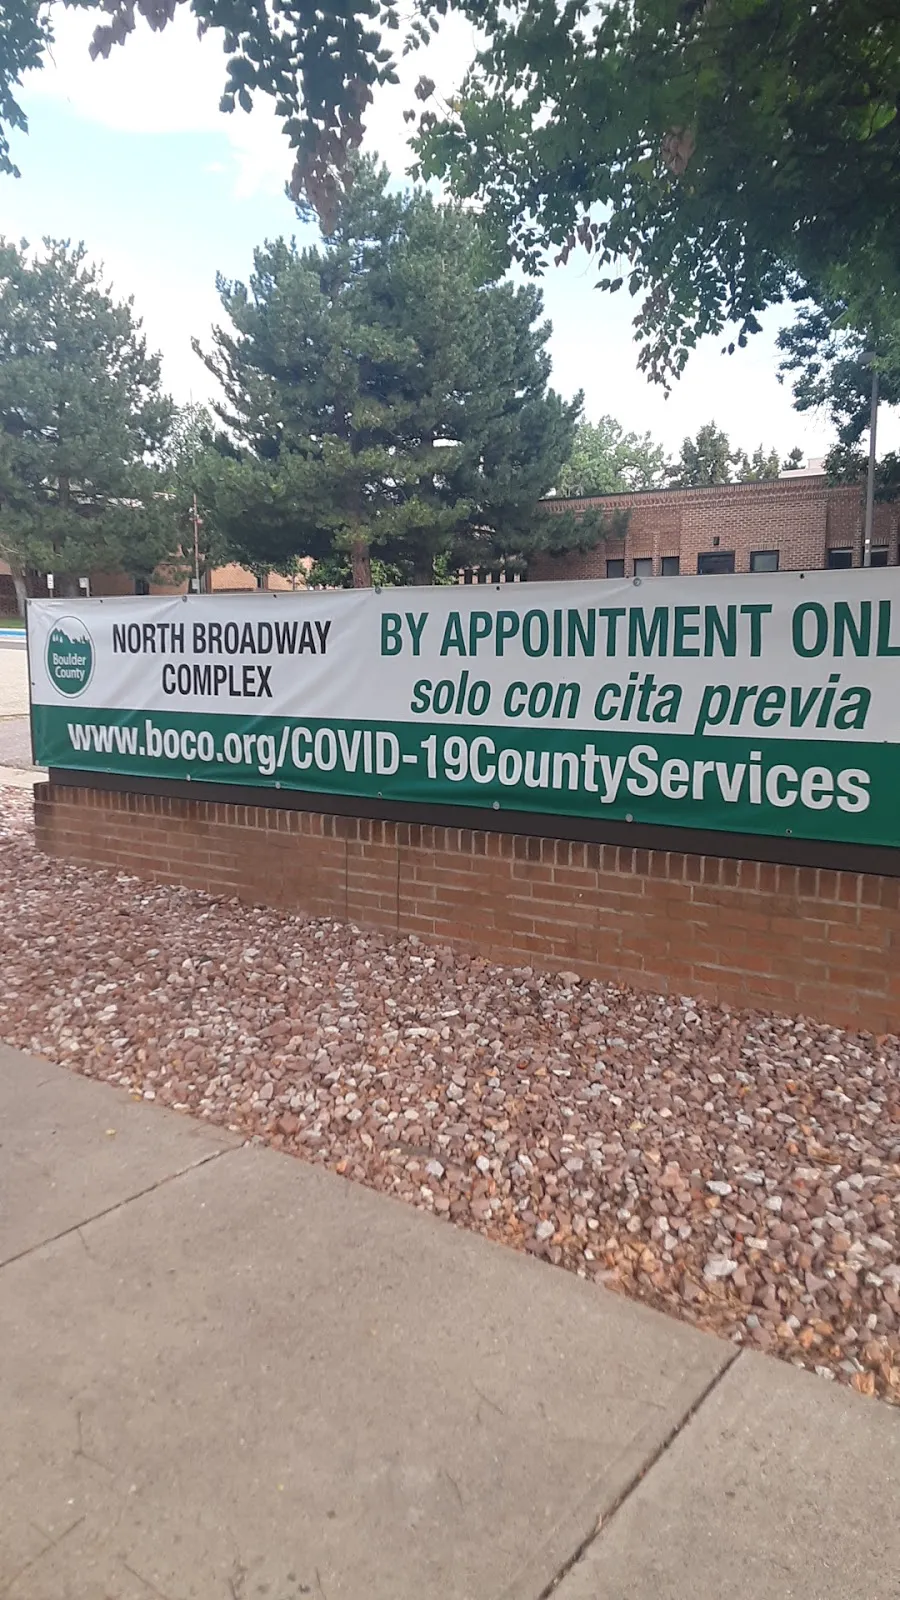 Boulder
County
NORTH BROADWAY
COMPLEX
BY APPOINTMENT ONL
solo con cita previa
www.boco.org/COVID-19CountyServices